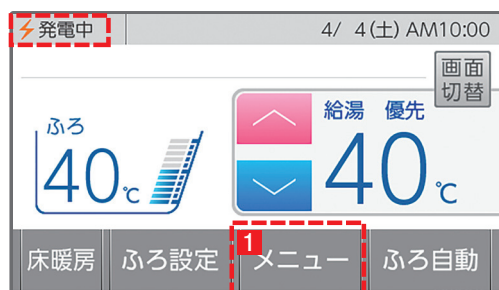 発電中 4/ 4(土) AM10:00
画面
切替
ふろ
40℃
給湯 優先
40℃
1
床暖房 ふろ設定 メニュー ふろ自動